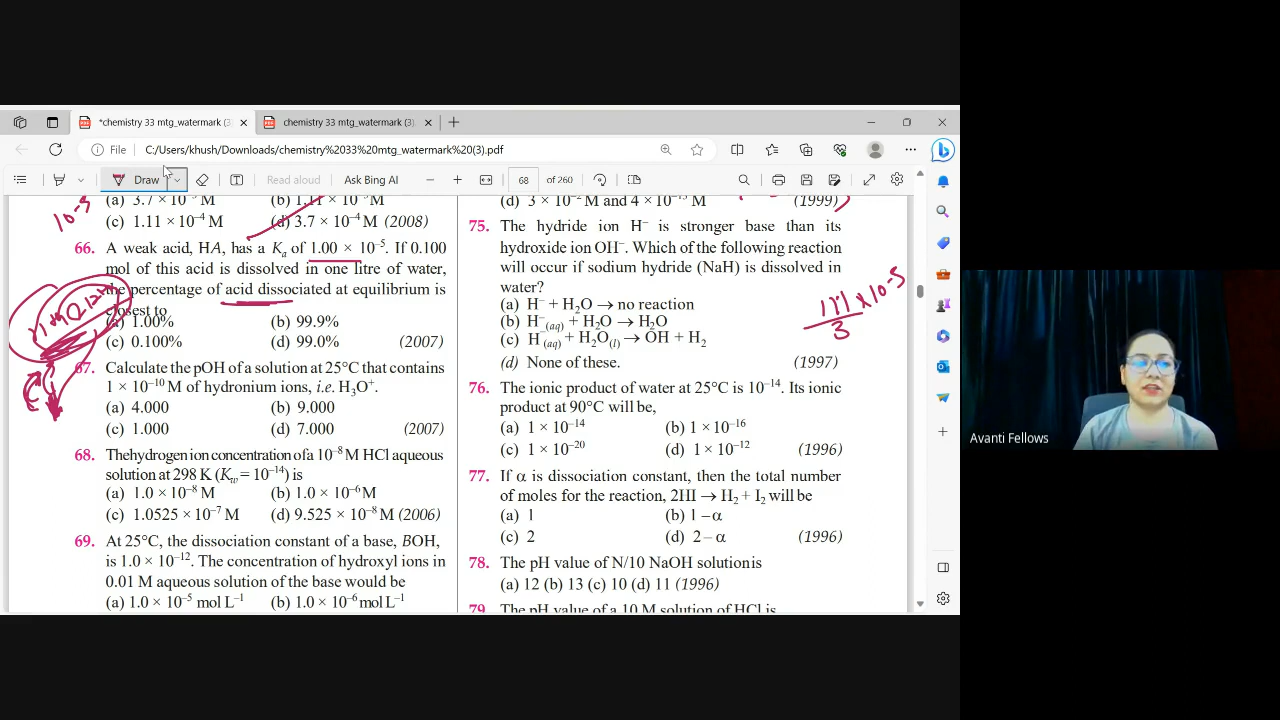 *chemistry 33 mtg_watermark (3).
chemistry 33 mtg_watermark (3).
File
C:/Users/khush/Downloads/chemistry%2033%20mtg_watermark%20(3).pdf
Draw
Read aloud
Ask Bing AI
68 of 260
(c) 1.11 × 10⁻⁴ M (d) 3.7 × 10⁻⁴ M (2008)
10⁻⁵
66. A weak acid, HA, has a Kₐ of 1.00 × 10⁻⁵. If 0.100
mol of this acid is dissolved in one litre of water,
the percentage of acid dissociated at equilibrium is
closest to
(a) 1.00% (b) 99.9%
(c) 0.100% (d) 99.0% (2007)
67. Calculate the pOH of a solution at 25°C that contains
1 × 10⁻¹⁰ M of hydronium ions, i.e. H₃O⁺.
(a) 4.000 (b) 9.000
(c) 1.000 (d) 7.000 (2007)
68. Thehydrogen ion concentration of a 10⁻⁸ M HCl aqueous
solution at 298 K (K_w = 10⁻¹⁴) is
(a) 1.0 × 10⁻⁸ M (b) 1.0 × 10⁻⁶ M
(c) 1.0525 × 10⁻⁷ M (d) 9.525 × 10⁻⁸ M (2006)
69. At 25°C, the dissociation constant of a base, BOH,
is 1.0 × 10⁻¹². The concentration of hydroxyl ions in
0.01 M aqueous solution of the base would be
(a) 1.0 × 10⁻⁵ mol L⁻¹ (b) 1.0 × 10⁻⁶ mol L⁻¹
(1999)
75. The hydride ion H⁻ is stronger base than its
hydroxide ion OH⁻. Which of the following reaction
will occur if sodium hydride (NaH) is dissolved in
water?
(a) H⁻ + H₂O → no reaction
(b) H⁻(aq) + H₂O → H₂O
(c) H⁻(aq) + H₂O(l) → OH + H₂
(d) None of these. (1997)
111/3 × 10⁻⁵
76. The ionic product of water at 25°C is 10⁻¹⁴. Its ionic
product at 90°C will be,
(a) 1 × 10⁻¹⁴ (b) 1 × 10⁻¹⁶
(c) 1 × 10⁻²⁰ (d) 1 × 10⁻¹² (1996)
77. If α is dissociation constant, then the total number
of moles for the reaction, 2HI → H₂ + I₂ will be
(a) 1 (b) 1 – α
(c) 2 (d) 2 – α (1996)
78. The pH value of N/10 NaOH solution is
(a) 12 (b) 13 (c) 10 (d) 11 (1996)
79. The pH value of a 10 M solution of HCl is
Avanti Fellows